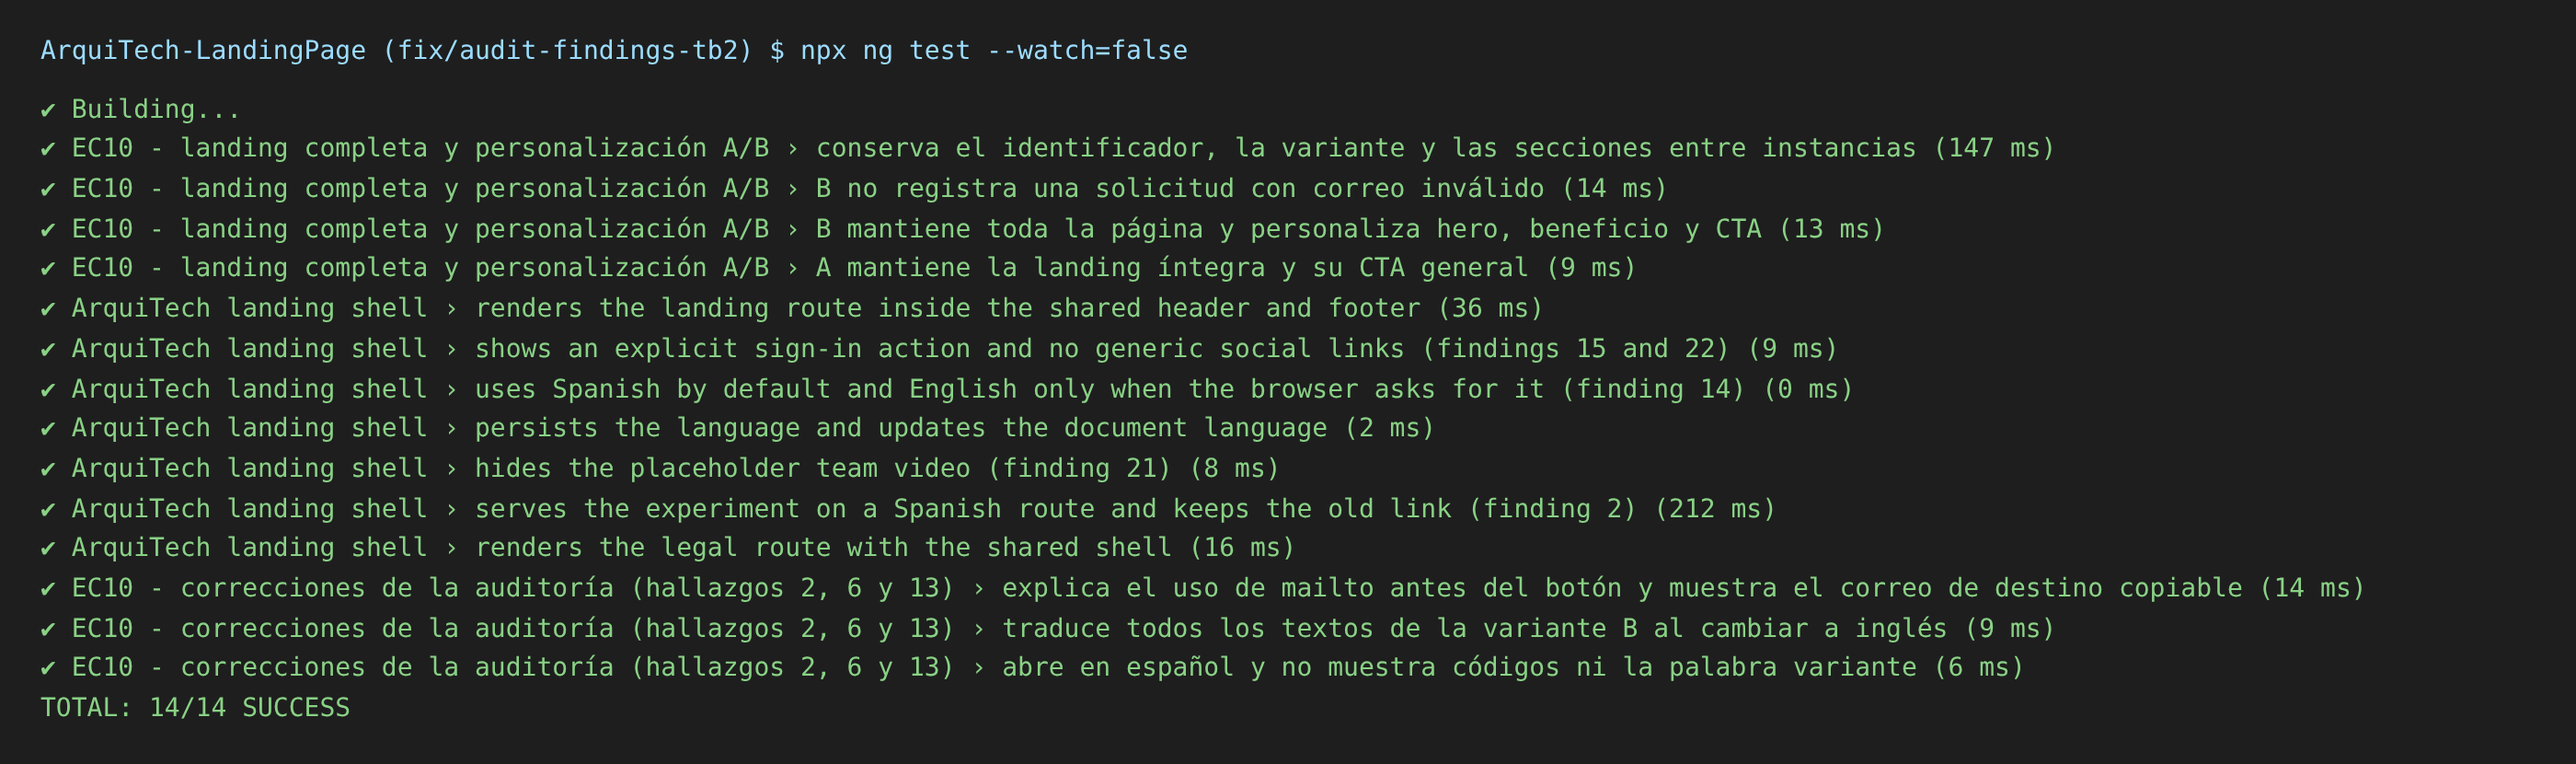 ArquiTech-LandingPage (fix/audit-findings-tb2) $ npx ng test --watch=false
✔ Building...
✔ EC10 - landing completa y personalización A/B › conserva el identificador, la variante y las secciones entre instancias (147 ms)
✔ EC10 - landing completa y personalización A/B › B no registra una solicitud con correo inválido (14 ms)
✔ EC10 - landing completa y personalización A/B › B mantiene toda la página y personaliza hero, beneficio y CTA (13 ms)
✔ EC10 - landing completa y personalización A/B › A mantiene la landing íntegra y su CTA general (9 ms)
✔ ArquiTech landing shell › renders the landing route inside the shared header and footer (36 ms)
✔ ArquiTech landing shell › shows an explicit sign-in action and no generic social links (findings 15 and 22) (9 ms)
✔ ArquiTech landing shell › uses Spanish by default and English only when the browser asks for it (finding 14) (0 ms)
✔ ArquiTech landing shell › persists the language and updates the document language (2 ms)
✔ ArquiTech landing shell › hides the placeholder team video (finding 21) (8 ms)
✔ ArquiTech landing shell › serves the experiment on a Spanish route and keeps the old link (finding 2) (212 ms)
✔ ArquiTech landing shell › renders the legal route with the shared shell (16 ms)
✔ EC10 - correcciones de la auditoría (hallazgos 2, 6 y 13) › explica el uso de mailto antes del botón y muestra el correo de destino copiable (14 ms)
✔ EC10 - correcciones de la auditoría (hallazgos 2, 6 y 13) › traduce todos los textos de la variante B al cambiar a inglés (9 ms)
✔ EC10 - correcciones de la auditoría (hallazgos 2, 6 y 13) › abre en español y no muestra códigos ni la palabra variante (6 ms)
TOTAL: 14/14 SUCCESS